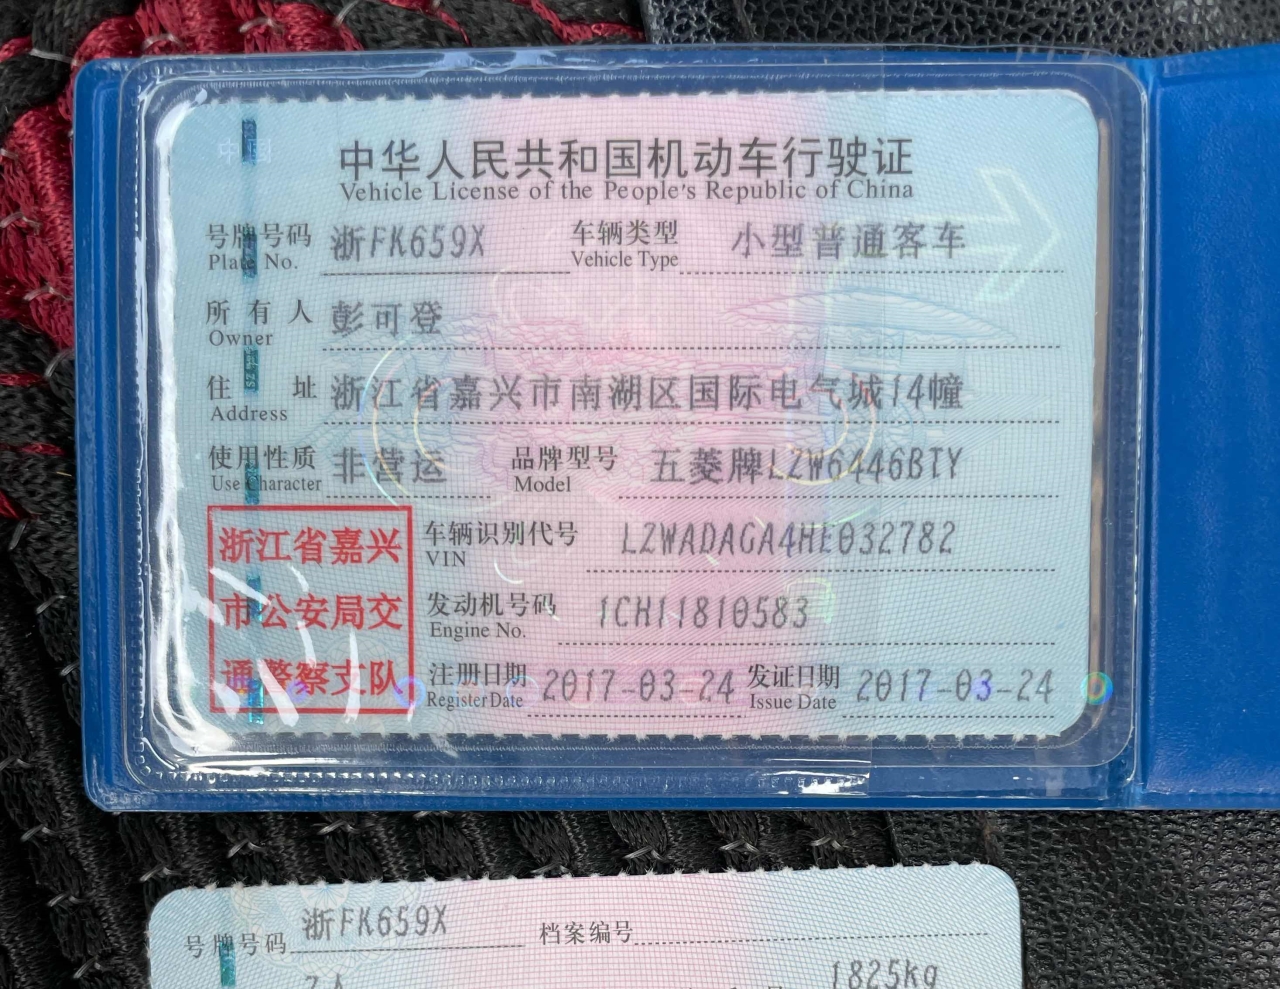 中国
中华人民共和国机动车行驶证
Vehicle License of the People's Republic of China
号牌号码 浙FK659X 车辆类型 小型普通客车
Plate No. Vehicle Type
所有人 彭可登
Owner
住址 浙江省嘉兴市南湖区国际电气城14幢
Address
使用性质 非营运 品牌型号 五菱牌LZW6446BTY
Use Character Model
浙江省嘉兴
市公安局交
通警察支队
车辆识别代号 LZWADAGA4HE032782
VIN
发动机号码 1CH11810583
Engine No.
注册日期 2017-03-24 发证日期 2017-03-24
Register Date Issue Date
号牌号码 浙FK659X 档案编号
7人 1825kg